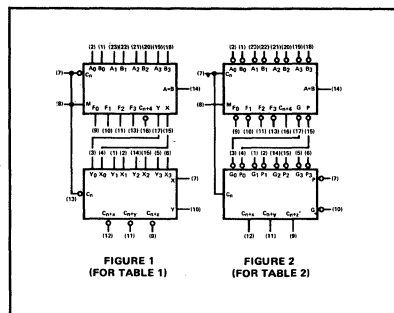 (2) (1) (23)(22) (21)(20) (19)(18)
A0 B0 A1 B1 A2 B2 A3 B3
(7)
Cn
A=B
(14)
(8)
M
F0 F1 F2 F3 Cn+4 Y X
(9) (10) (11) (13) (16) (17) (15)
(3) (4) (1) (2) (14) (15) (5) (6)
Y0 X0 Y1 X1 Y2 X2 Y3 X3
X
(7)
Cn
(13)
Y
(10)
Cn+x Cn+y Cn+z
(12) (11) (9)
FIGURE 1
(FOR TABLE 1)
(2) (1) (23)(22) (21)(20) (19)(18)
A0 B0 A1 B1 A2 B2 A3 B3
(7)
Cn
A=B
(14)
(8)
M
F0 F1 F2 F3 Cn+4 G P
(9) (10) (11) (13) (16) (17) (15)
(3) (4) (1) (2) (14) (15) (5) (6)
G0 P0 G1 P1 G2 P2 G3 P3
P
(7)
Cn
G
(10)
Cn+x Cn+y Cn+z
(12) (11) (9)
FIGURE 2
(FOR TABLE 2)